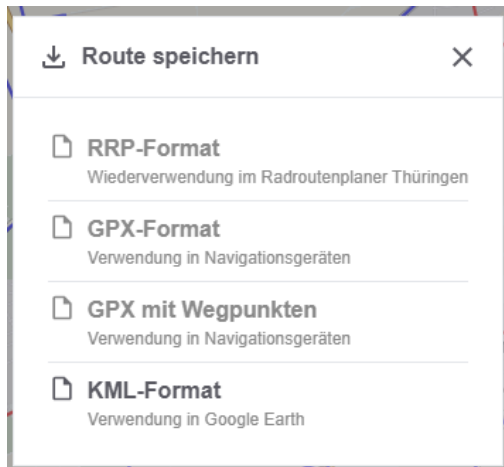 Route speichern
RRP-Format
Wiederverwendung im Radroutenplaner Thüringen
GPX-Format
Verwendung in Navigationsgeräten
GPX mit Wegpunkten
Verwendung in Navigationsgeräten
KML-Format
Verwendung in Google Earth